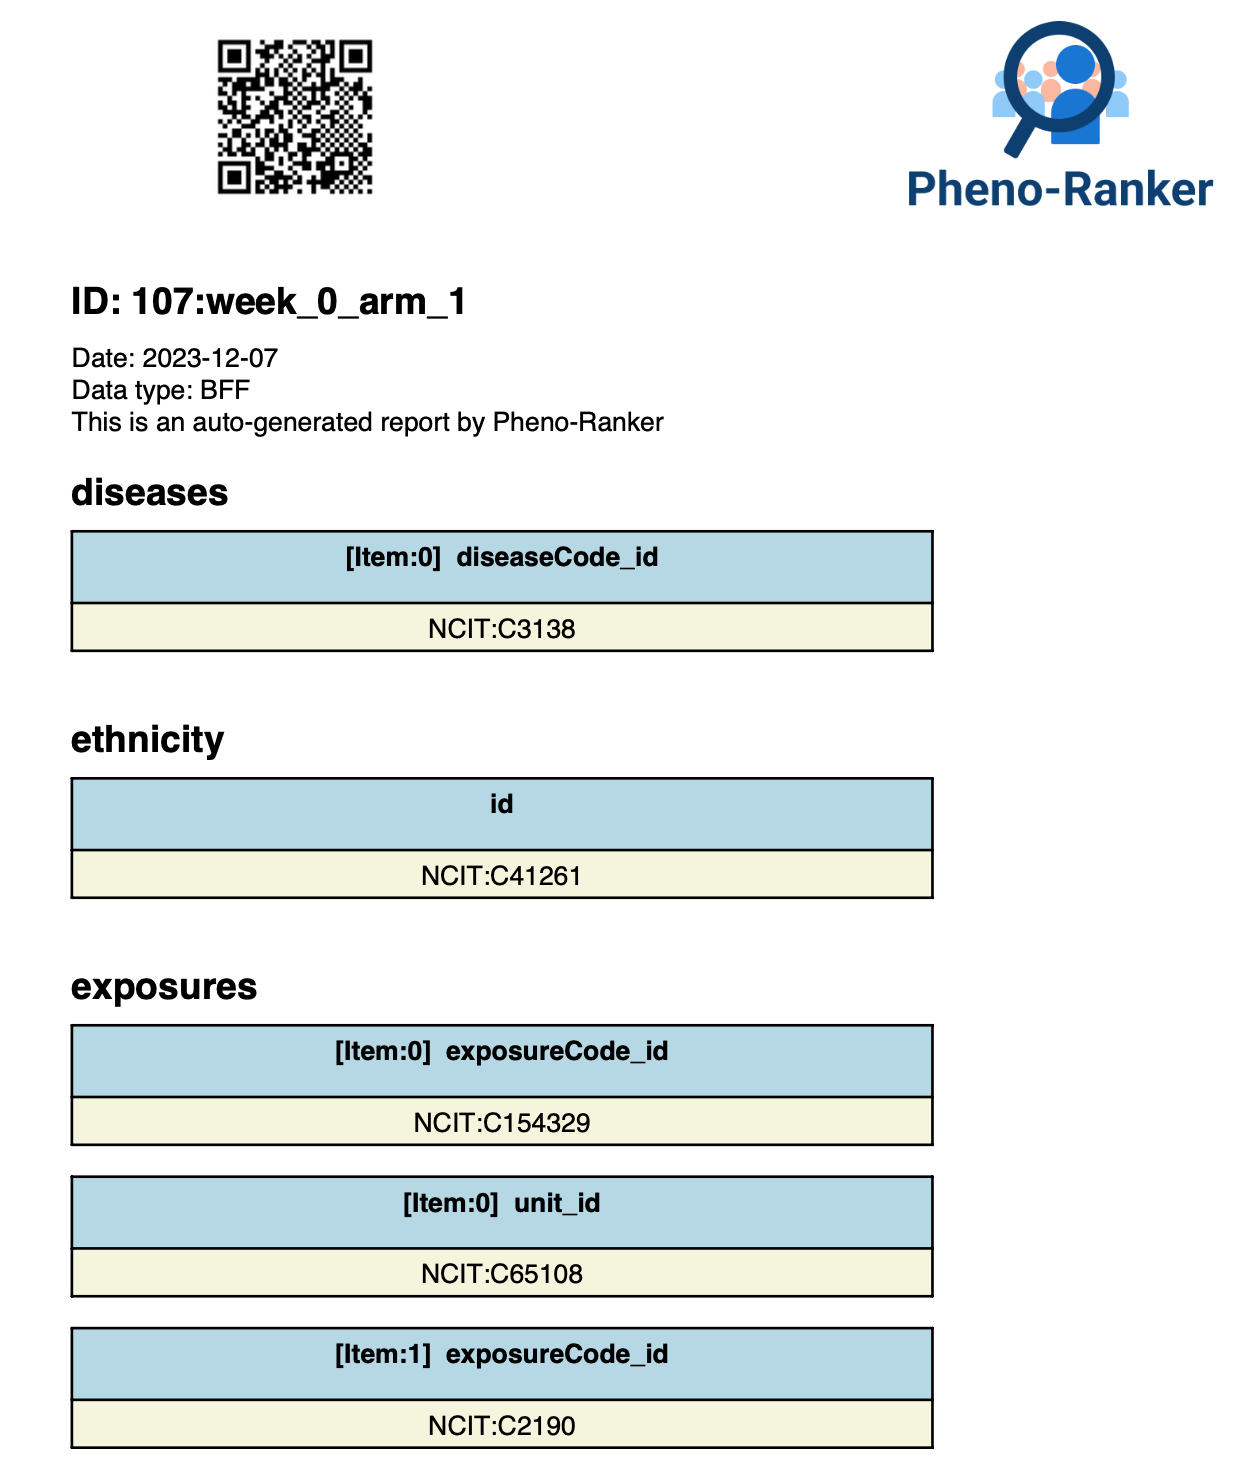 Pheno-Ranker
ID: 107:week_0_arm_1
Date: 2023-12-07
Data type: BFF
This is an auto-generated report by Pheno-Ranker
diseases
[Item:0] diseaseCode_id
NCIT:C3138
ethnicity
id
NCIT:C41261
exposures
[Item:0] exposureCode_id
NCIT:C154329
[Item:0] unit_id
NCIT:C65108
[Item:1] exposureCode_id
NCIT:C2190